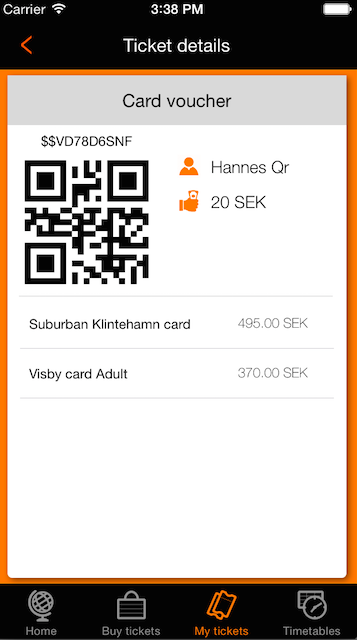 Carrier 3:38 PM
Ticket details
Card voucher
$$VD78D6SNF
Hannes Qr
20 SEK
Suburban Klintehamn card 495.00 SEK
Visby card Adult 370.00 SEK
Home Buy tickets My tickets Timetables